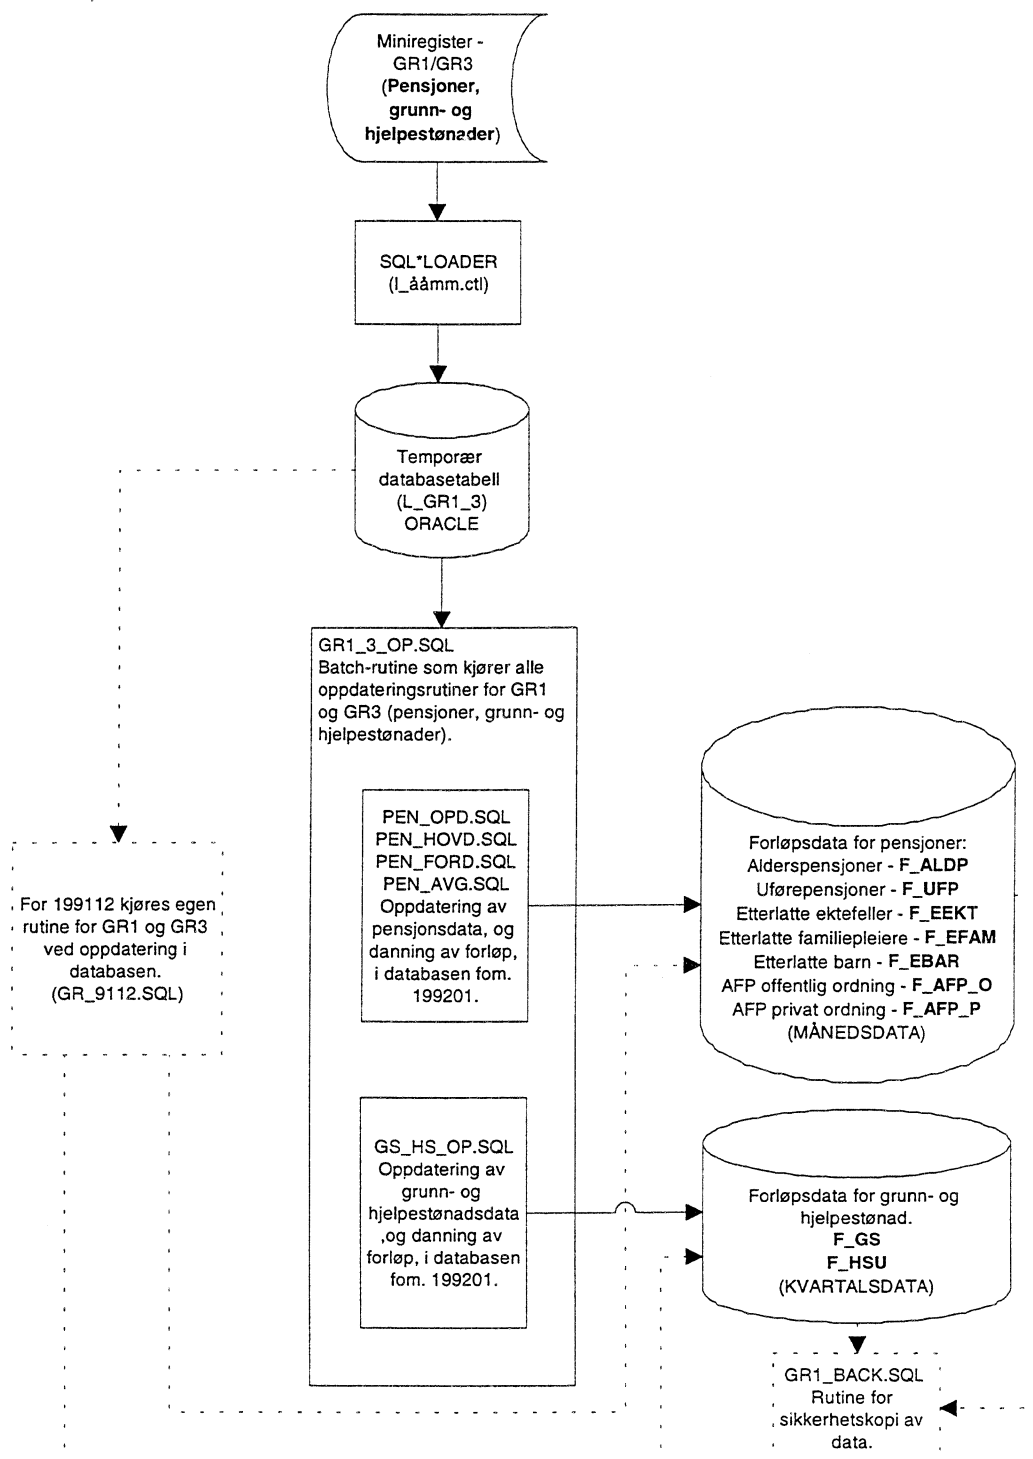 Miniregister -
GR1/GR3
(Pensjoner,
grunn- og
hjelpestønader)
SQL*LOADER
(l_ååmm.ctl)
Temporær
databasetabell
(L_GR1_3)
ORACLE
GR1_3_OP.SQL
Batch-rutine som kjører alle
oppdateringsrutiner for GR1
og GR3 (pensjoner, grunn- og
hjelpestønader).
PEN_OPD.SQL
PEN_HOVD.SQL
PEN_FORD.SQL
PEN_AVG.SQL
Oppdatering av
pensjonsdata, og
danning av forløp,
i databasen fom.
199201.
Forløpsdata for pensjoner:
Alderspensjoner - F_ALDP
Uførepensjoner - F_UFP
Etterlatte ektefeller - F_EEKT
Etterlatte familiepleiere - F_EFAM
Etterlatte barn - F_EBAR
AFP offentlig ordning - F_AFP_O
AFP privat ordning - F_AFP_P
(MÅNEDSDATA)
For 199112 kjøres egen
rutine for GR1 og GR3
ved oppdatering i
databasen.
(GR_9112.SQL)
GS_HS_OP.SQL
Oppdatering av
grunn- og
hjelpestønadsdata
,og danning av
forløp, i databasen
fom. 199201.
Forløpsdata for grunn- og
hjelpestønad.
F_GS
F_HSU
(KVARTALSDATA)
GR1_BACK.SQL
Rutine for
sikkerhetskopi av
data.